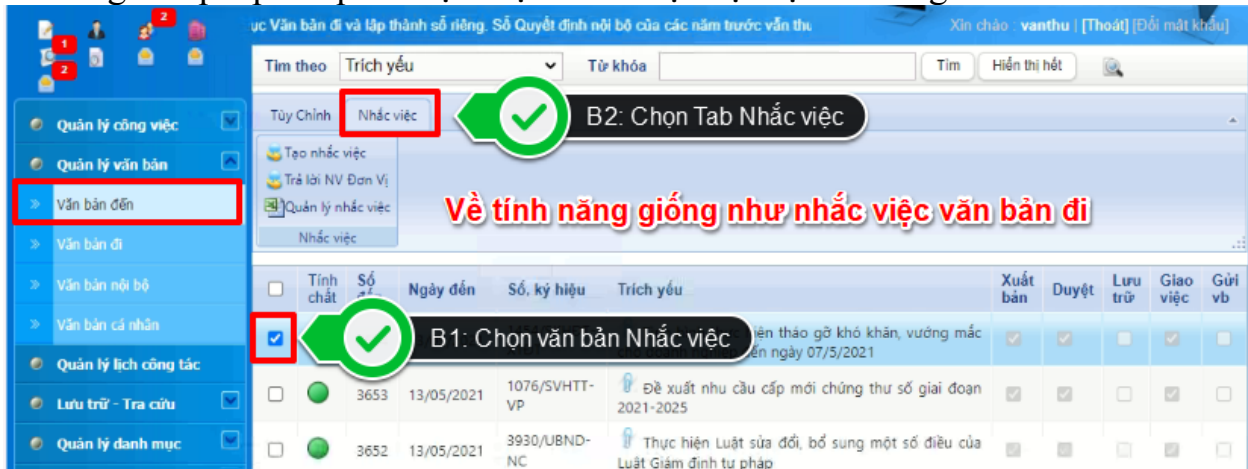 2
1
2
ục Văn bản đi và lập thành sổ riêng. Sổ Quyết định nội bộ của các năm trước vẫn thư
Xin chào : vanthu | [Thoát] [Đổi mật khẩu]
Tìm theo Trích yếu Từ khóa Tìm Hiển thị hết
Quản lý công việc
Quản lý văn bản
Văn bản đến
Văn bản đi
Văn bản nội bộ
Văn bản cá nhân
Quản lý lịch công tác
Lưu trữ - Tra cứu
Quản lý danh mục
Tùy Chỉnh Nhắc việc
B2: Chọn Tab Nhắc việc
Tạo nhắc việc
Trả lời NV Đơn Vị
Quản lý nhắc việc
Nhắc việc
Về tính năng giống như nhắc việc văn bản đi
Tính chất Số Ngày đến Số, ký hiệu Trích yếu Xuất bản Duyệt Lưu trữ Giao việc Gửi vb
B1: Chọn văn bản Nhắc việc
tháo gỡ khó khăn, vướng mắc
ngày 07/5/2021
3653 13/05/2021 1076/SVHTT-VP Đề xuất nhu cầu cấp mới chứng thư số giai đoạn
2021-2025
3652 13/05/2021 3930/UBND-NC Thực hiện Luật sửa đổi, bổ sung một số điều của
Luật Giám định tư pháp